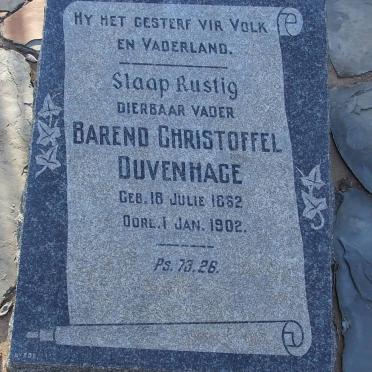 HY HET GESTERF VIR VOLK
EN VADERLAND.
Slaap Rustig
DIERBAAR VADER
BAREND CHRISTOFFEL
DUVENHAGE
GEB. 18 JULIE 1862
OORL. 1 JAN. 1902.
Ps. 73.26.